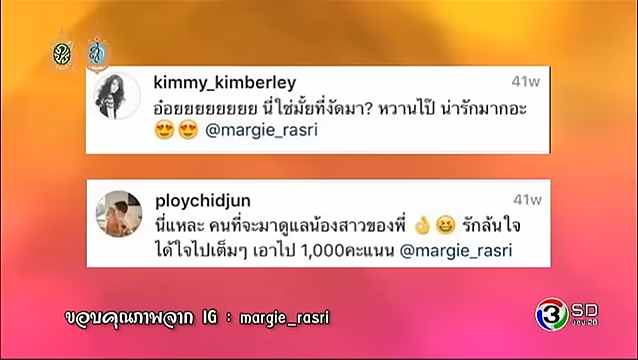 kimmy_kimberley
41w
อ๋อยยยยยยยย นี่ใช่มั้ยที่งัดมา? หวานไป๊ น่ารักมากอะ
😍😍 @margie_rasri
ploychidjun
41w
นี่แหละ คนที่จะมาดูแลน้องสาวของพี่ 👌😆 รักล้นใจ
ได้ใจไปเต็มๆ เอาไป 1,000คะแนน @margie_rasri
ขอบคุณภาพจาก IG : margie_rasri
3 SD